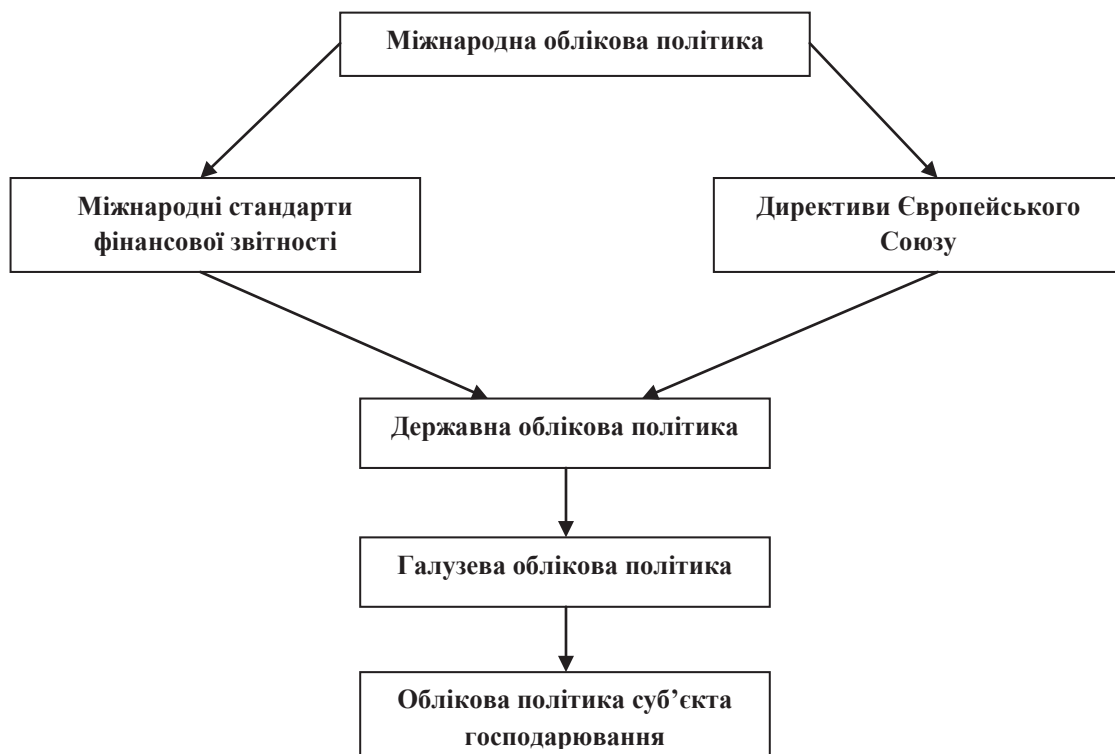 Міжнародна облікова політика
Міжнародні стандарти
фінансової звітності
Директиви Європейського
Союзу
Державна облікова політика
Галузева облікова політика
Облікова політика суб’єкта
господарювання